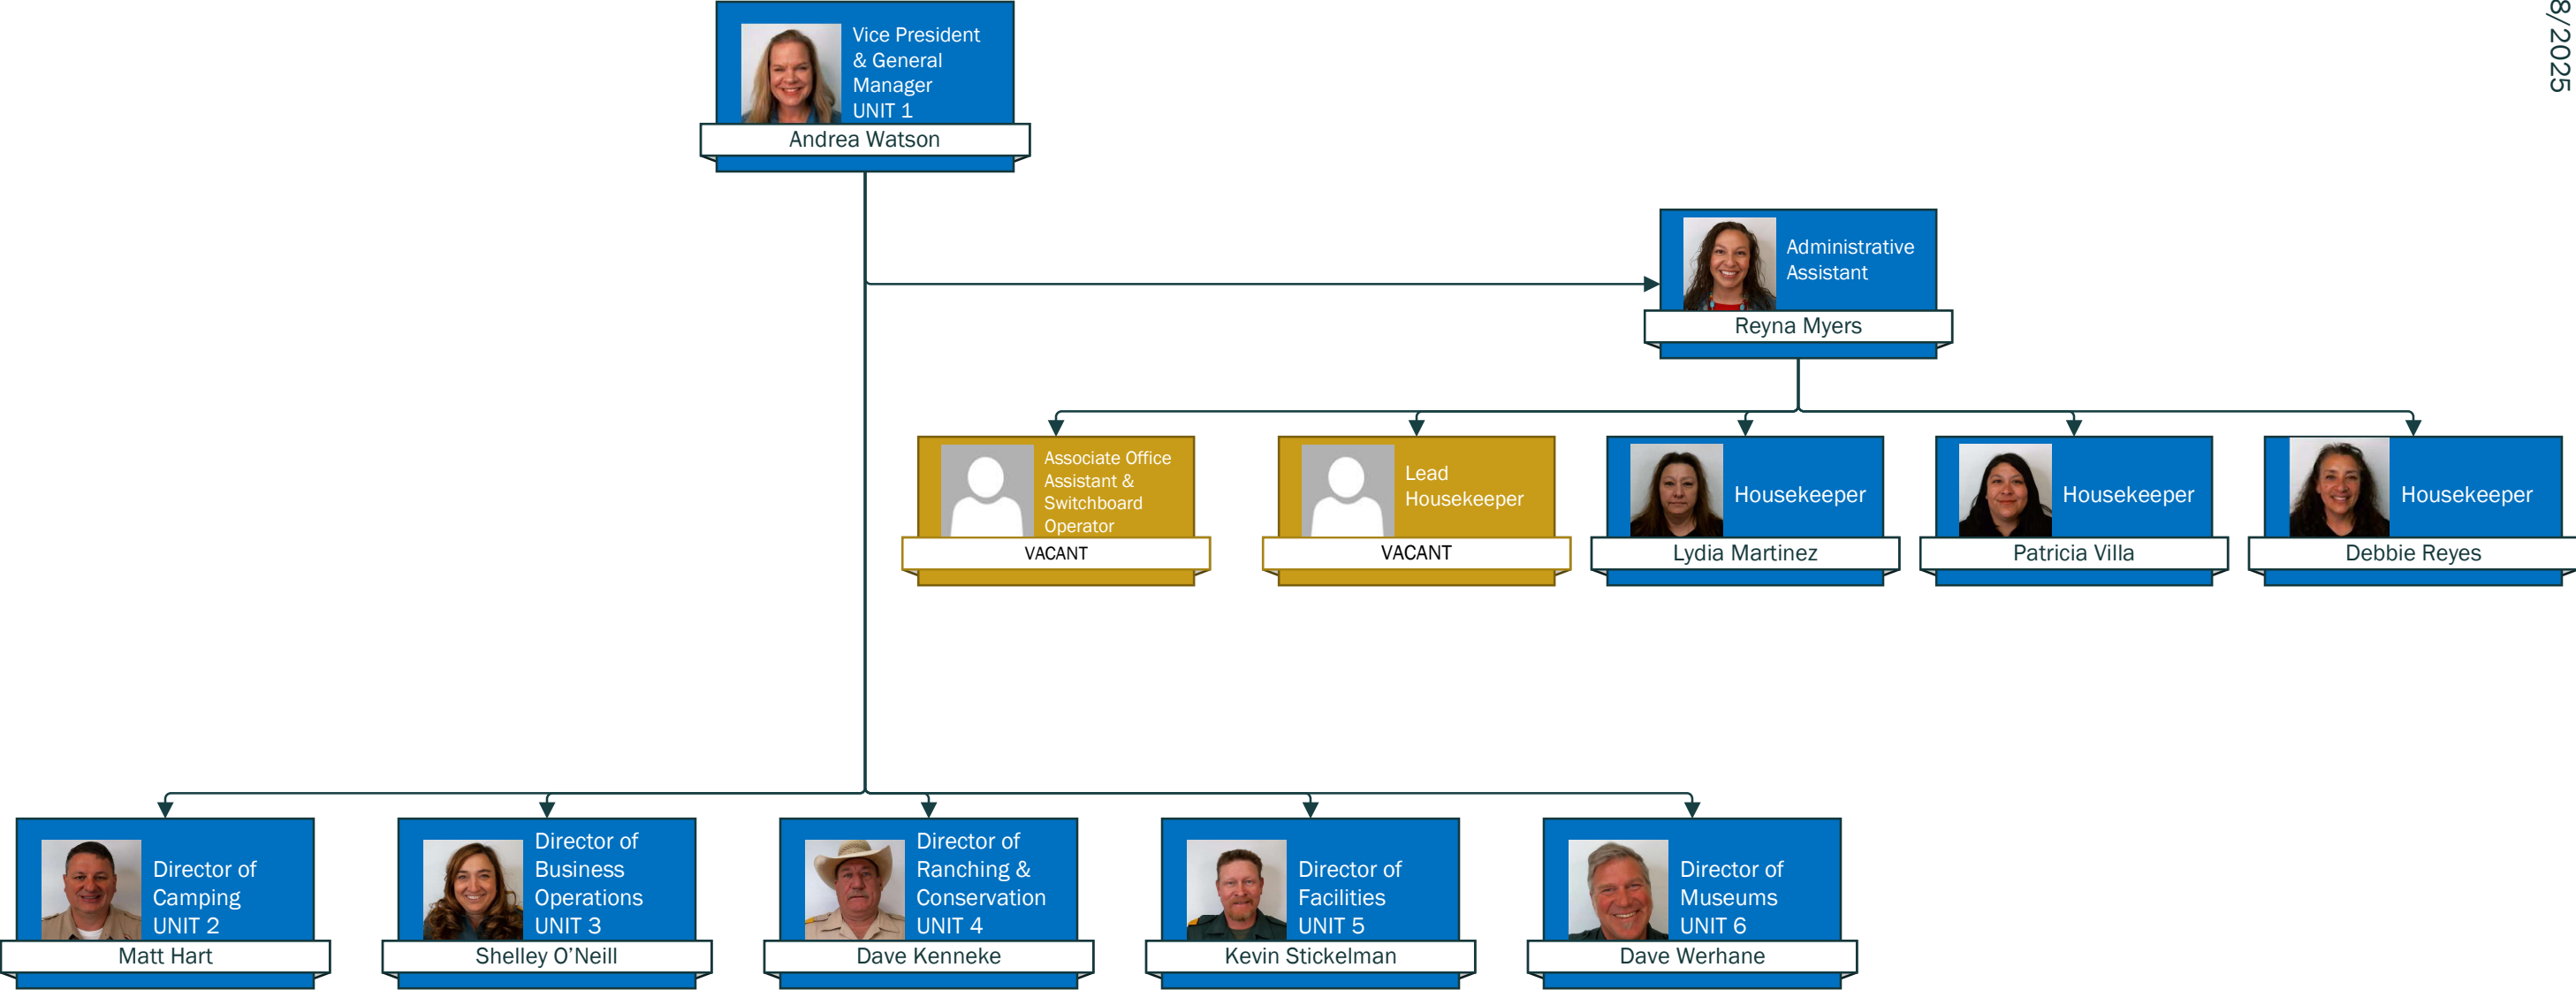 8/2025
Vice President
& General
Manager
UNIT 1
Andrea Watson
Administrative
Assistant
Reyna Myers
Associate Office
Assistant &
Switchboard
Operator
VACANT
Lead
Housekeeper
VACANT
Housekeeper
Lydia Martinez
Housekeeper
Patricia Villa
Housekeeper
Debbie Reyes
Director of
Camping
UNIT 2
Matt Hart
Director of
Business
Operations
UNIT 3
Shelley O’Neill
Director of
Ranching &
Conservation
UNIT 4
Dave Kenneke
Director of
Facilities
UNIT 5
Kevin Stickelman
Director of
Museums
UNIT 6
Dave Werhane